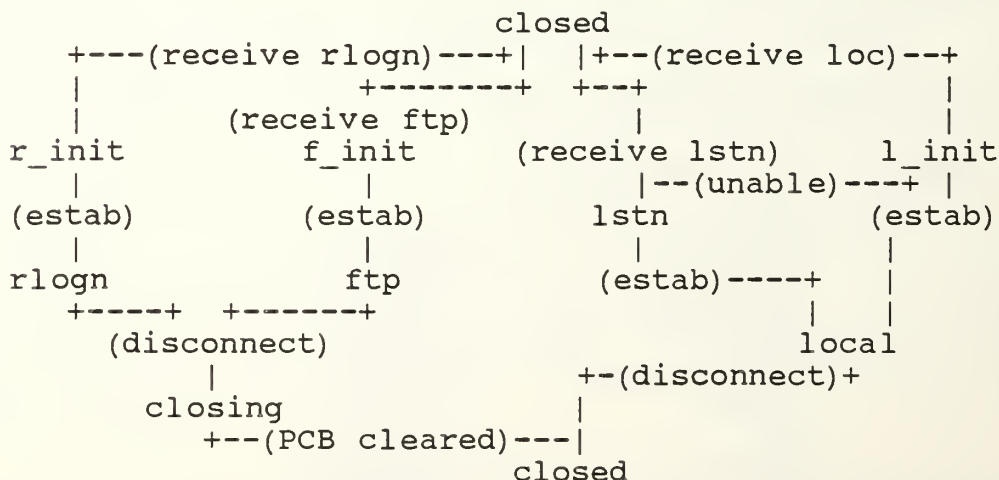 closed
+---(receive rlogn)---+|   |+--(receive loc)--+
|                 +-------+  +--+                   |
|          (receive ftp)          |                   |
r_init           f_init      (receive lstn)      l_init
|                 |                |--(unable)----+ |
(estab)          (estab)            lstn           (estab)
|                 |                |               |
rlogn              ftp            (estab)----+    |
+-----+  +------+                          |   |
(disconnect)                              local
|                      +-(disconnect)+
closing                   |
+--(PCB cleared)---|
closed